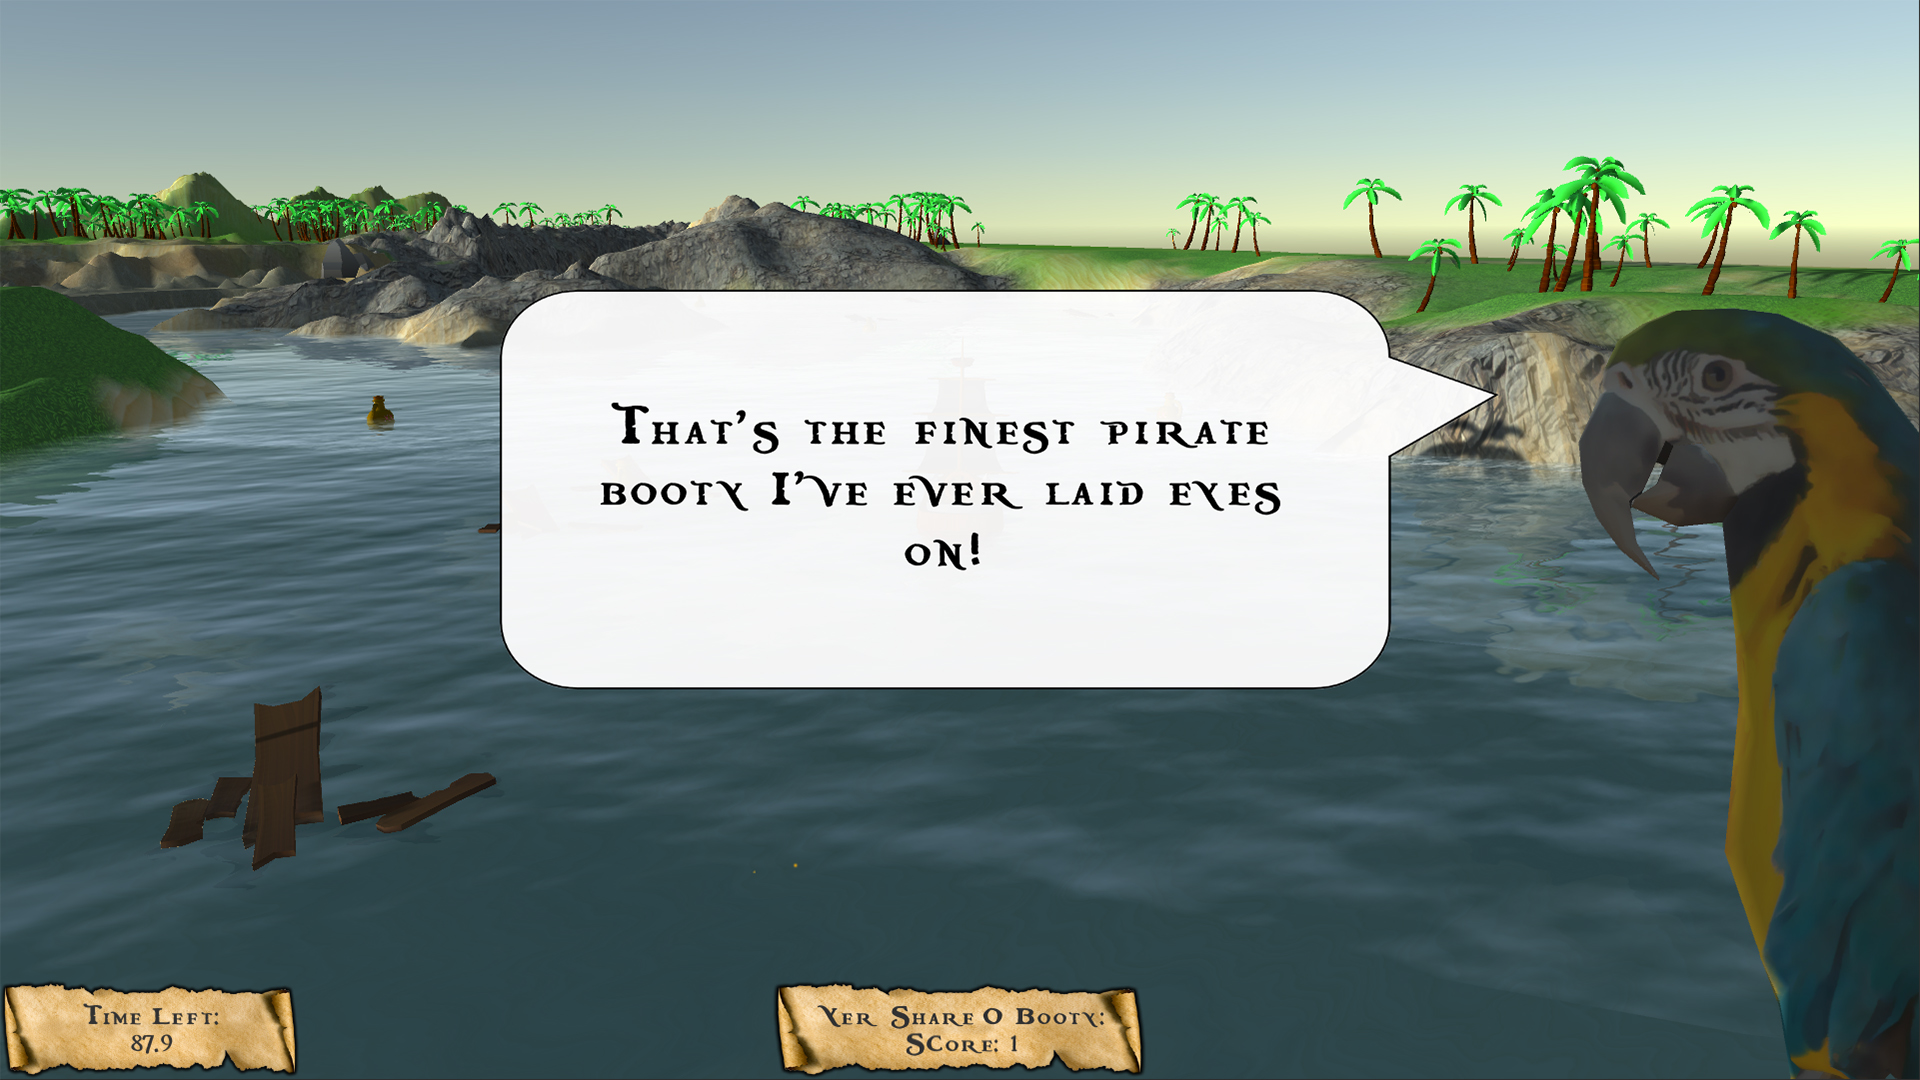 That's the finest pirate
booty I've ever laid eyes
on!
Time Left:
87.9
Yer Share O Booty:
SCore: 1